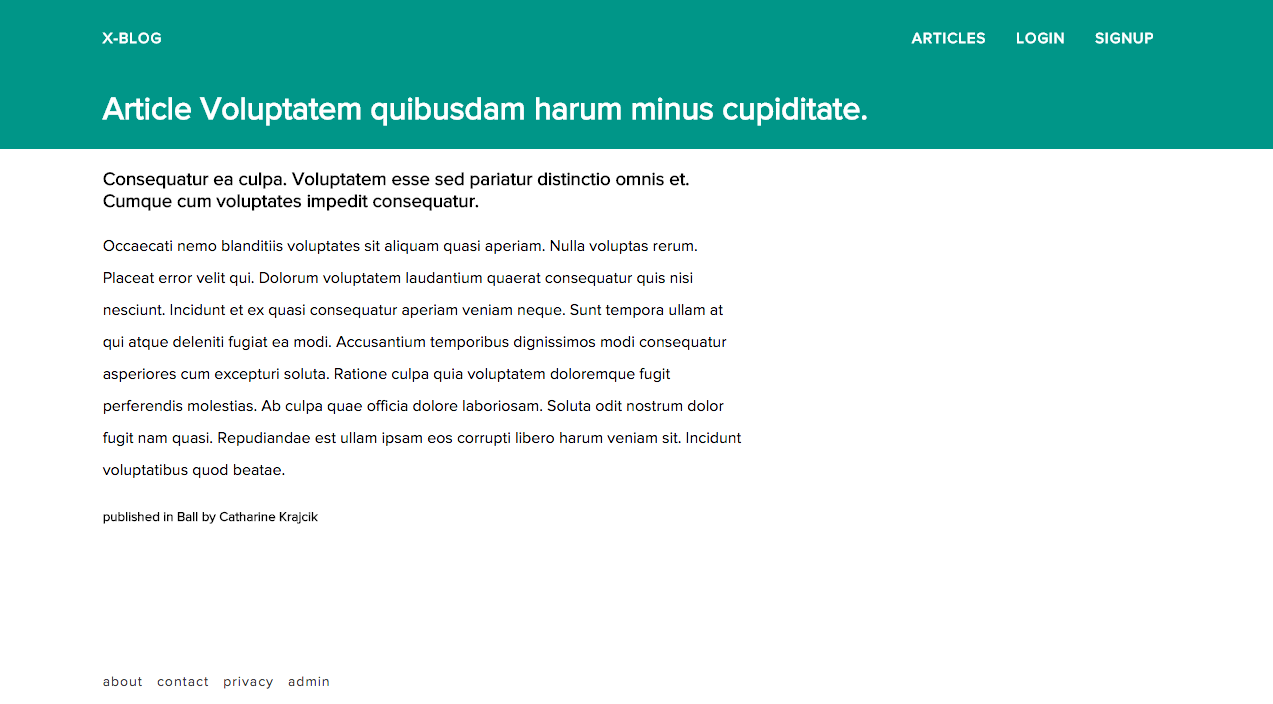 X-BLOG ARTICLES LOGIN SIGNUP
Article Voluptatem quibusdam harum minus cupiditate.
Consequatur ea culpa. Voluptatem esse sed pariatur distinctio omnis et.
Cumque cum voluptates impedit consequatur.
Occaecati nemo blanditiis voluptates sit aliquam quasi aperiam. Nulla voluptas rerum.
Placeat error velit qui. Dolorum voluptatem laudantium quaerat consequatur quis nisi
nesciunt. Incidunt et ex quasi consequatur aperiam veniam neque. Sunt tempora ullam at
qui atque deleniti fugiat ea modi. Accusantium temporibus dignissimos modi consequatur
asperiores cum excepturi soluta. Ratione culpa quia voluptatem doloremque fugit
perferendis molestias. Ab culpa quae officia dolore laboriosam. Soluta odit nostrum dolor
fugit nam quasi. Repudiandae est ullam ipsam eos corrupti libero harum veniam sit. Incidunt
voluptatibus quod beatae.
published in Ball by Catharine Krajcik
about contact privacy admin